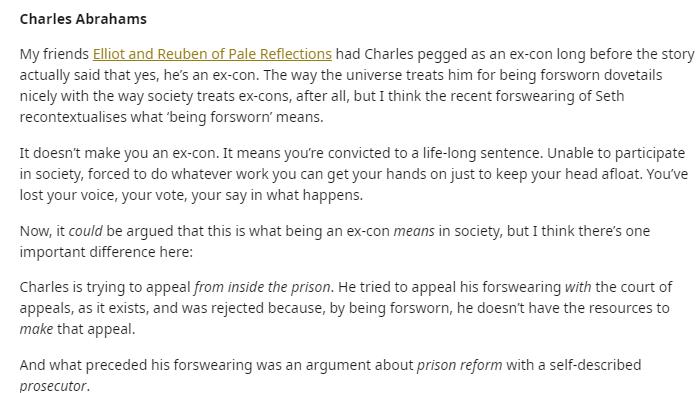 Charles Abrahams
My friends Elliot and Reuben of Pale Reflections had Charles pegged as an ex-con long before the story
actually said that yes, he’s an ex-con. The way the universe treats him for being forsworn dovetails
nicely with the way society treats ex-cons, after all, but I think the recent forswearing of Seth
recontextualises what ‘being forsworn’ means.
It doesn’t make you an ex-con. It means you’re convicted to a life-long sentence. Unable to participate
in society, forced to do whatever work you can get your hands on just to keep your head afloat. You’ve
lost your voice, your vote, your say in what happens.
Now, it could be argued that this is what being an ex-con means in society, but I think there’s one
important difference here:
Charles is trying to appeal from inside the prison. He tried to appeal his forswearing with the court of
appeals, as it exists, and was rejected because, by being forsworn, he doesn’t have the resources to
make that appeal.
And what preceded his forswearing was an argument about prison reform with a self-described
prosecutor.